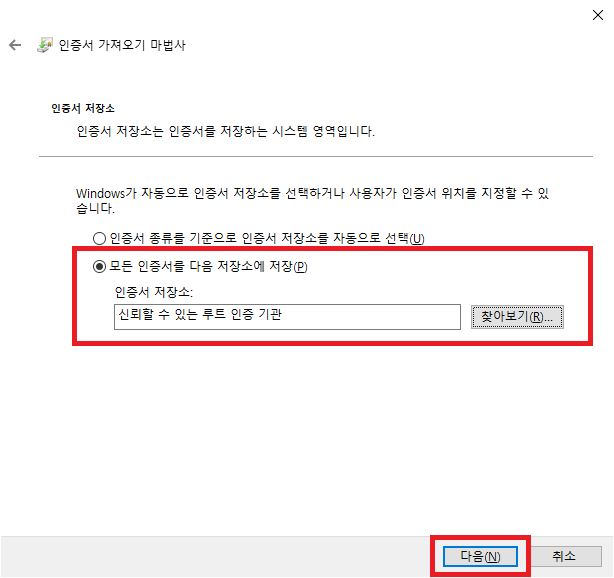 인증서 가져오기 마법사
인증서 저장소
인증서 저장소는 인증서를 저장하는 시스템 영역입니다.
Windows가 자동으로 인증서 저장소를 선택하거나 사용자가 인증서 위치를 지정할 수 있
습니다.
인증서 종류를 기준으로 인증서 저장소를 자동으로 선택(U)
모든 인증서를 다음 저장소에 저장(P)
인증서 저장소:
신뢰할 수 있는 루트 인증 기관
찾아보기(R)...
다음(N)
취소